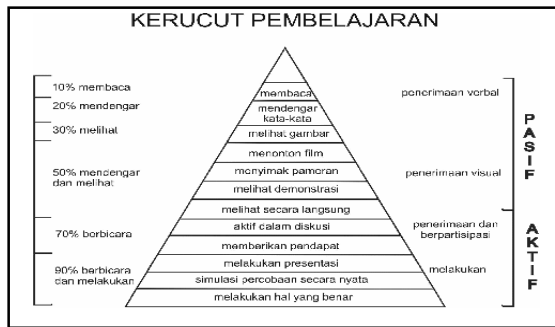 KERUCUT PEMBELAJARAN
10% membaca
20% mendengar
30% melihat
50% mendengar
dan melihat
70% berbicara
90% berbicara
dan melakukan
membaca
mendengar
kata-kata
melihat gambar
menonton film
menyimak pameran
melihat demonstrasi
melihat secara langsung
aktif dalam diskusi
memberikan pendapat
melakukan presentasi
simulasi percobaan secara nyata
melakukan hal yang benar
penerimaan verbal
penerimaan visual
penerimaan dan
berpartisipasi
melakukan
PASIF
AKTIF